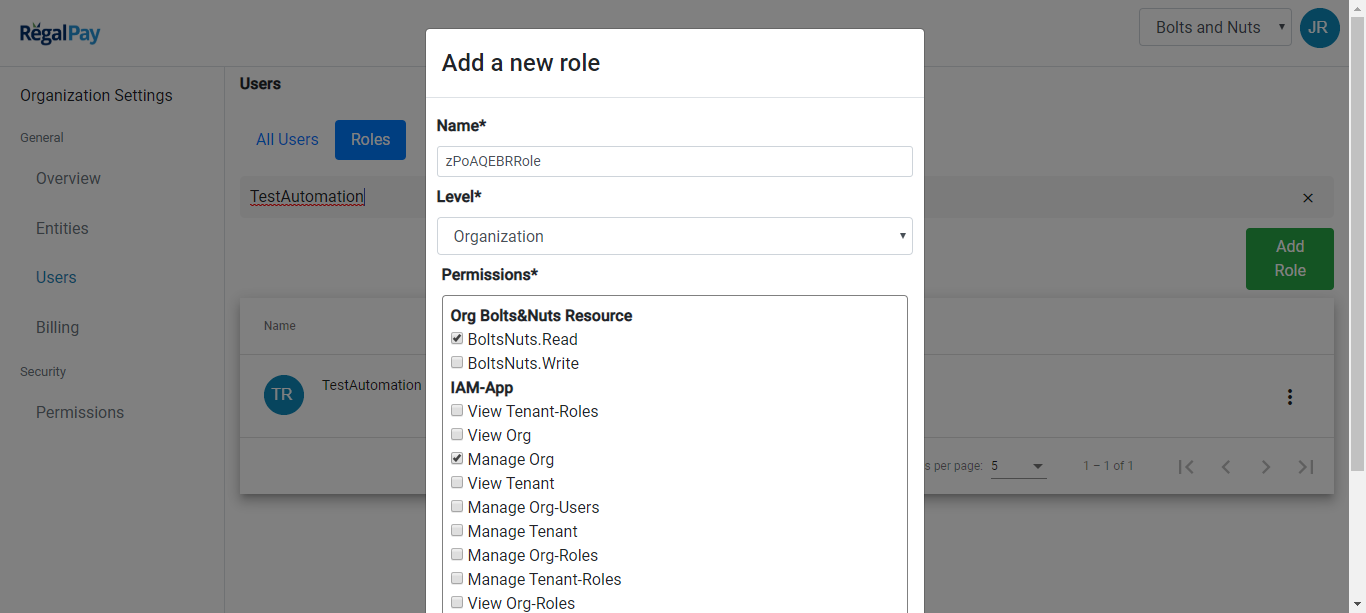 RegalPay
Bolts and Nuts
JR
Organization Settings
General
Overview
Entities
Users
Billing
Security
Permissions
Users
All Users
Roles
TestAutomation
Add
Role
Name
TR
TestAutomation
s per page:
5
1 – 1 of 1
Add a new role
Name*
zPoAQEBRRole
Level*
Organization
Permissions*
Org Bolts&Nuts Resource
BoltsNuts.Read
BoltsNuts.Write
IAM-App
View Tenant-Roles
View Org
Manage Org
View Tenant
Manage Org-Users
Manage Tenant
Manage Org-Roles
Manage Tenant-Roles
View Org-Roles